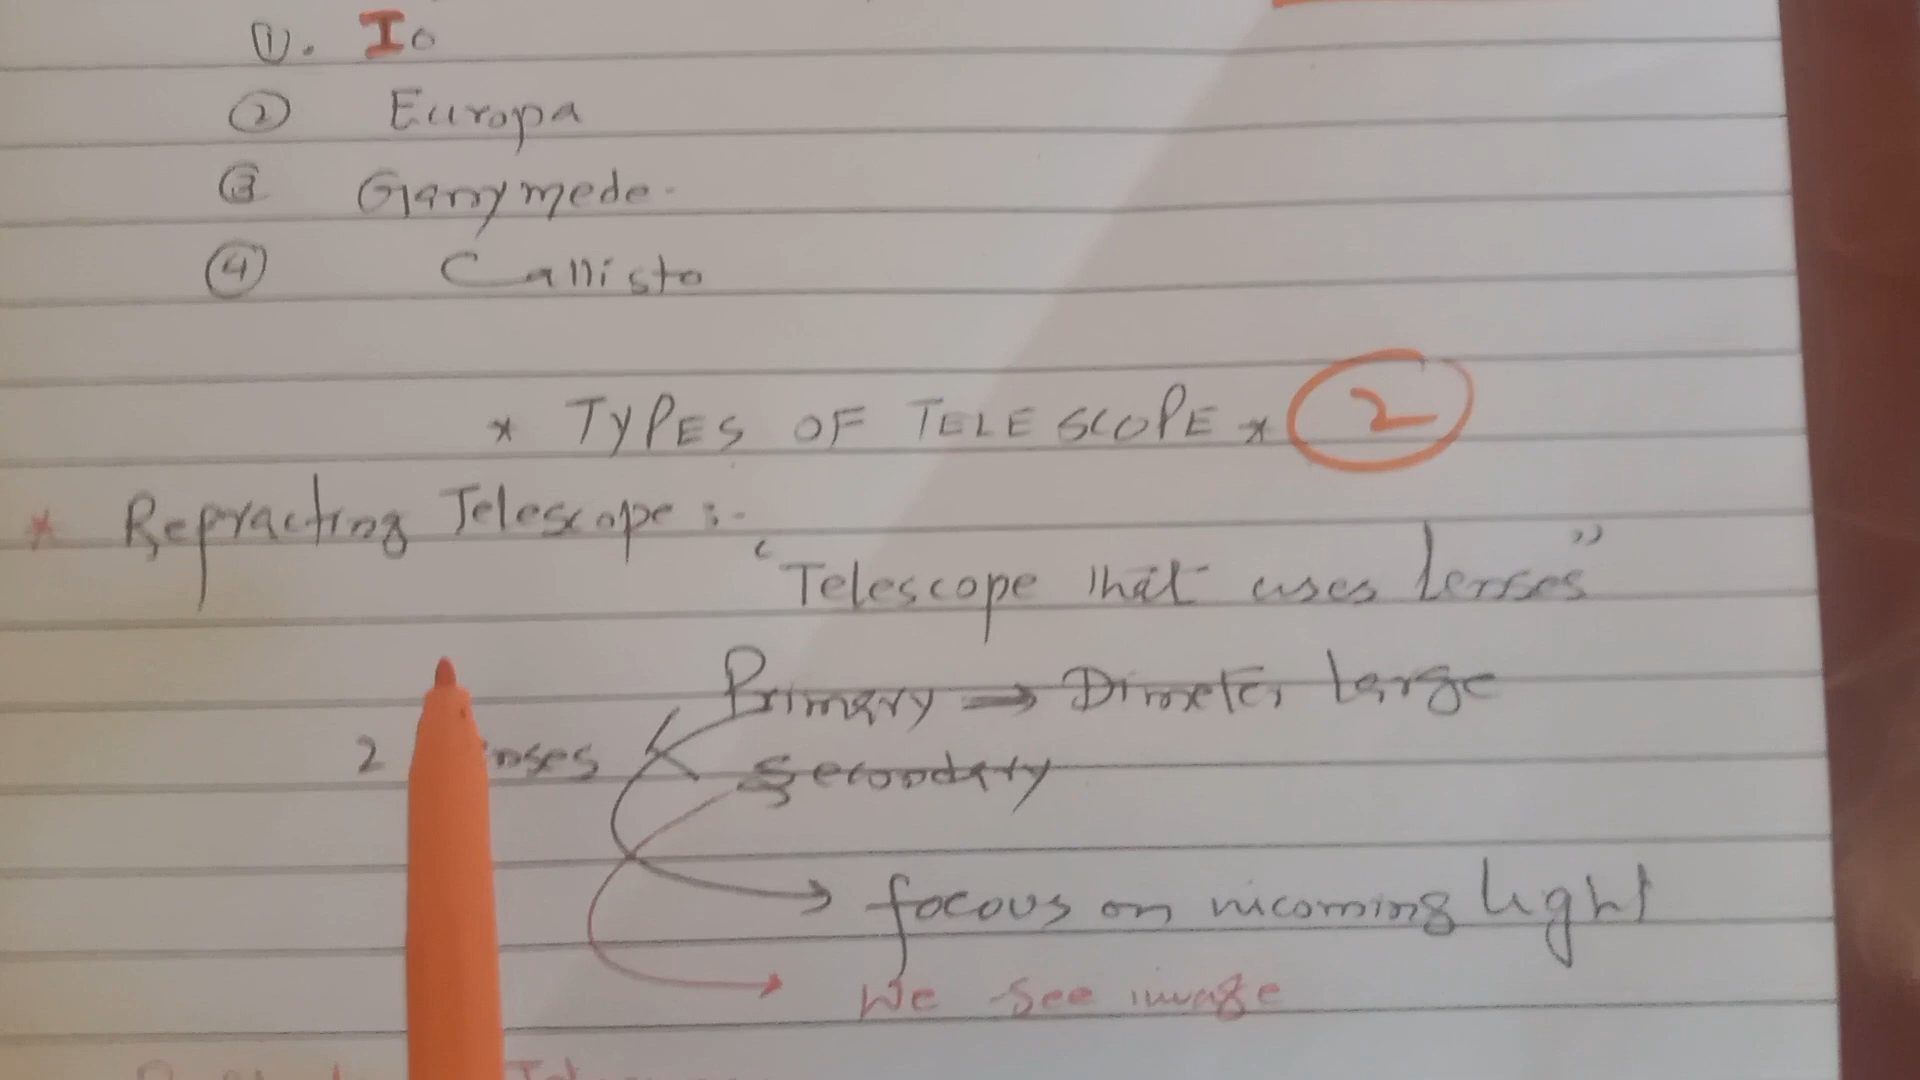 ①. Io
② Europa
③ Ganymede.
④ Callisto
* TYPES OF TELESCOPE * 2
* Refracting Telescope :-
"Telescope that uses lenses"
Primary → Dimeter large
2 nses
secondary
focous on incoming light
We see image